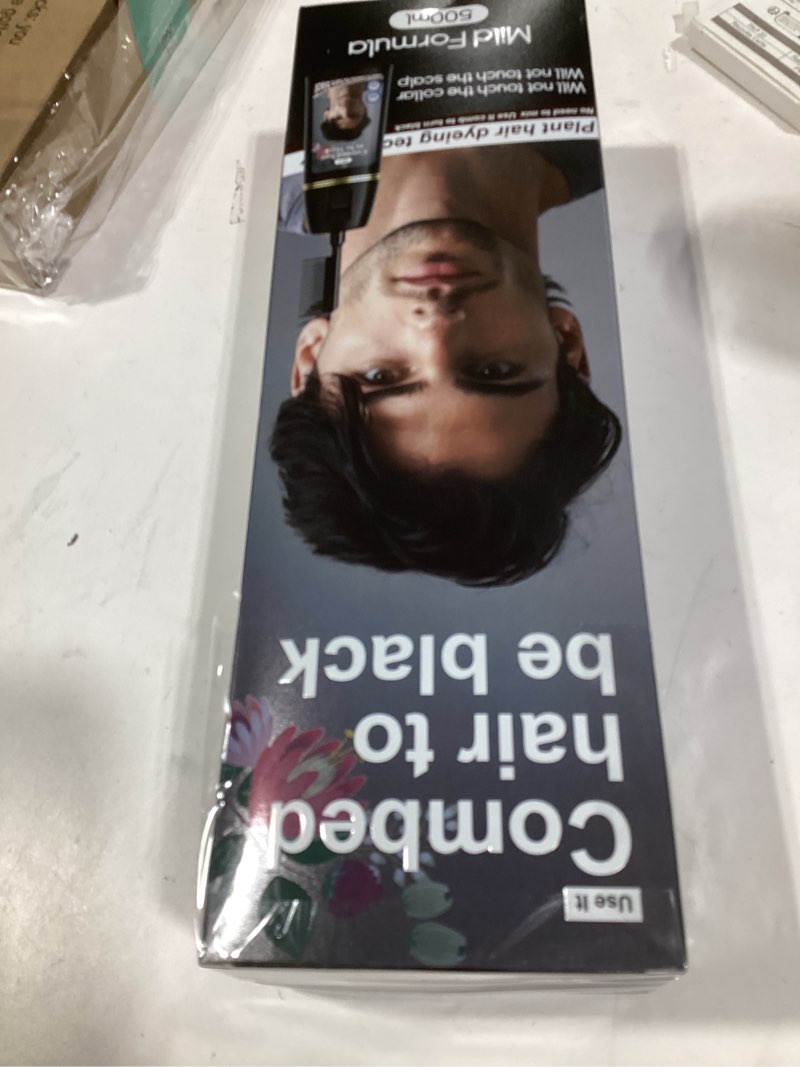 Use It
Combed
hair to
be black
Plant hair dyeing tec
No need to mix Use it comb to turn black
Will not touch the collar
Will not touch the scalp
Mild Formula
500ml